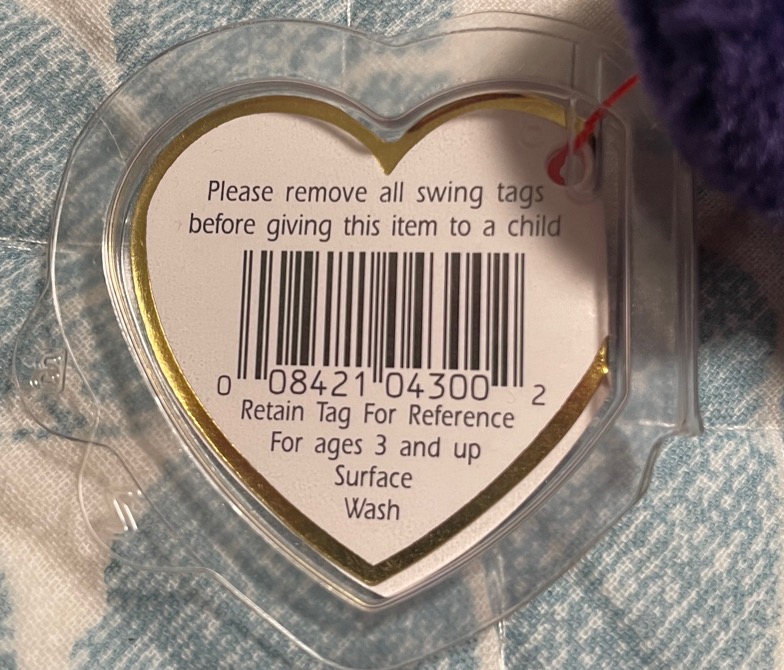 Please remove all swing tags
before giving this item to a child
0 08421 04300 2
Retain Tag For Reference
For ages 3 and up
Surface
Wash